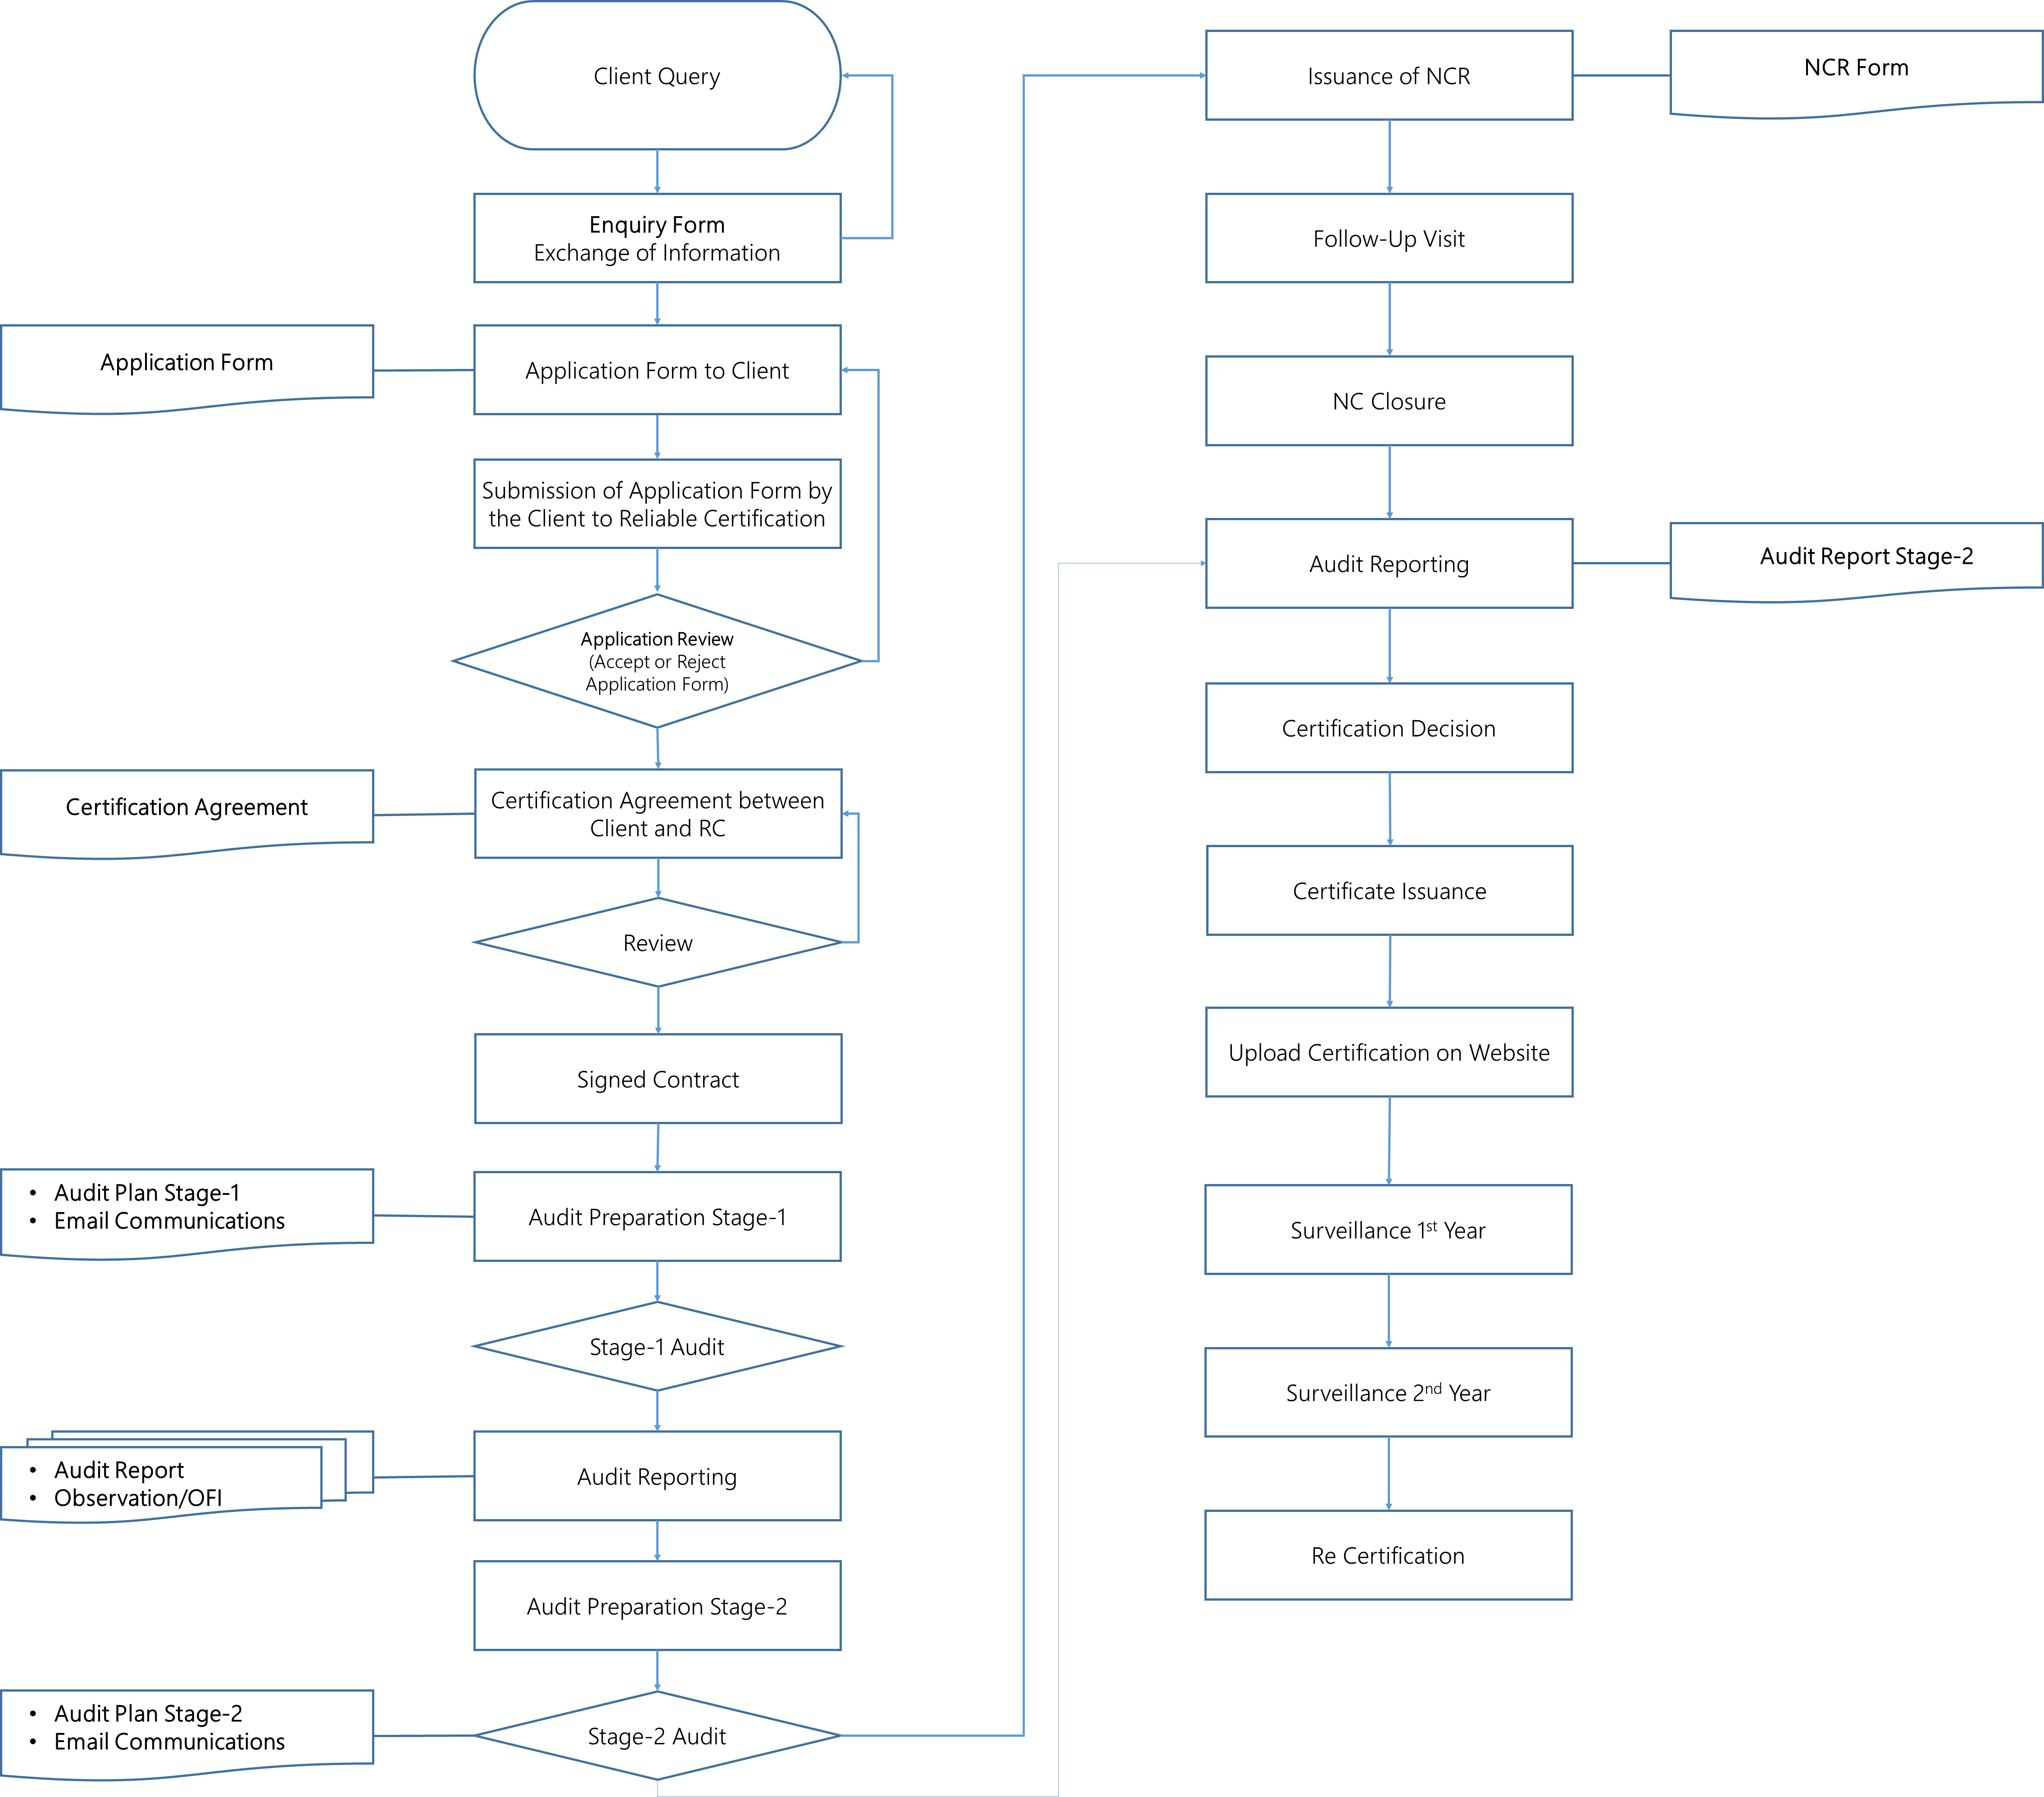 Client Query
Enquiry Form
Exchange of Information
Application Form
Application Form to Client
Submission of Application Form by
the Client to Reliable Certification
Application Review
(Accept or Reject
Application Form)
Certification Agreement
Certification Agreement between
Client and RC
Review
Signed Contract
• Audit Plan Stage-1
• Email Communications
Audit Preparation Stage-1
Stage-1 Audit
• Audit Report
• Observation/OFI
Audit Reporting
Audit Preparation Stage-2
• Audit Plan Stage-2
• Email Communications
Stage-2 Audit
Issuance of NCR
NCR Form
Follow-Up Visit
NC Closure
Audit Reporting
Audit Report Stage-2
Certification Decision
Certificate Issuance
Upload Certification on Website
Surveillance 1st Year
Surveillance 2nd Year
Re Certification